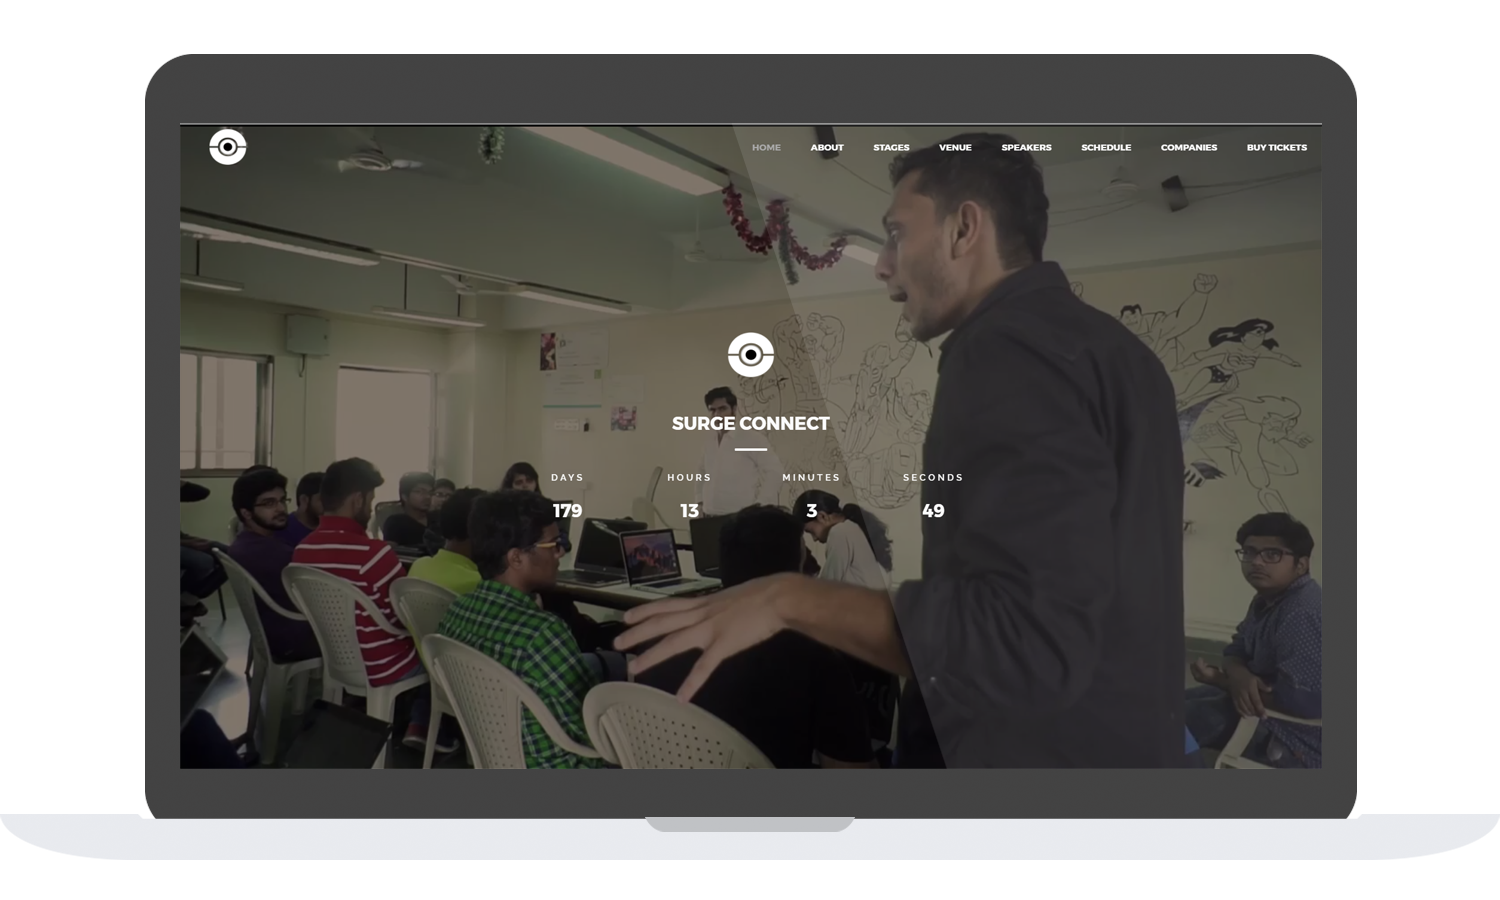 HOME ABOUT STAGES VENUE SPEAKERS SCHEDULE COMPANIES BUY TICKETS
SURGE CONNECT
DAYS HOURS MINUTES SECONDS
179 13 3 49